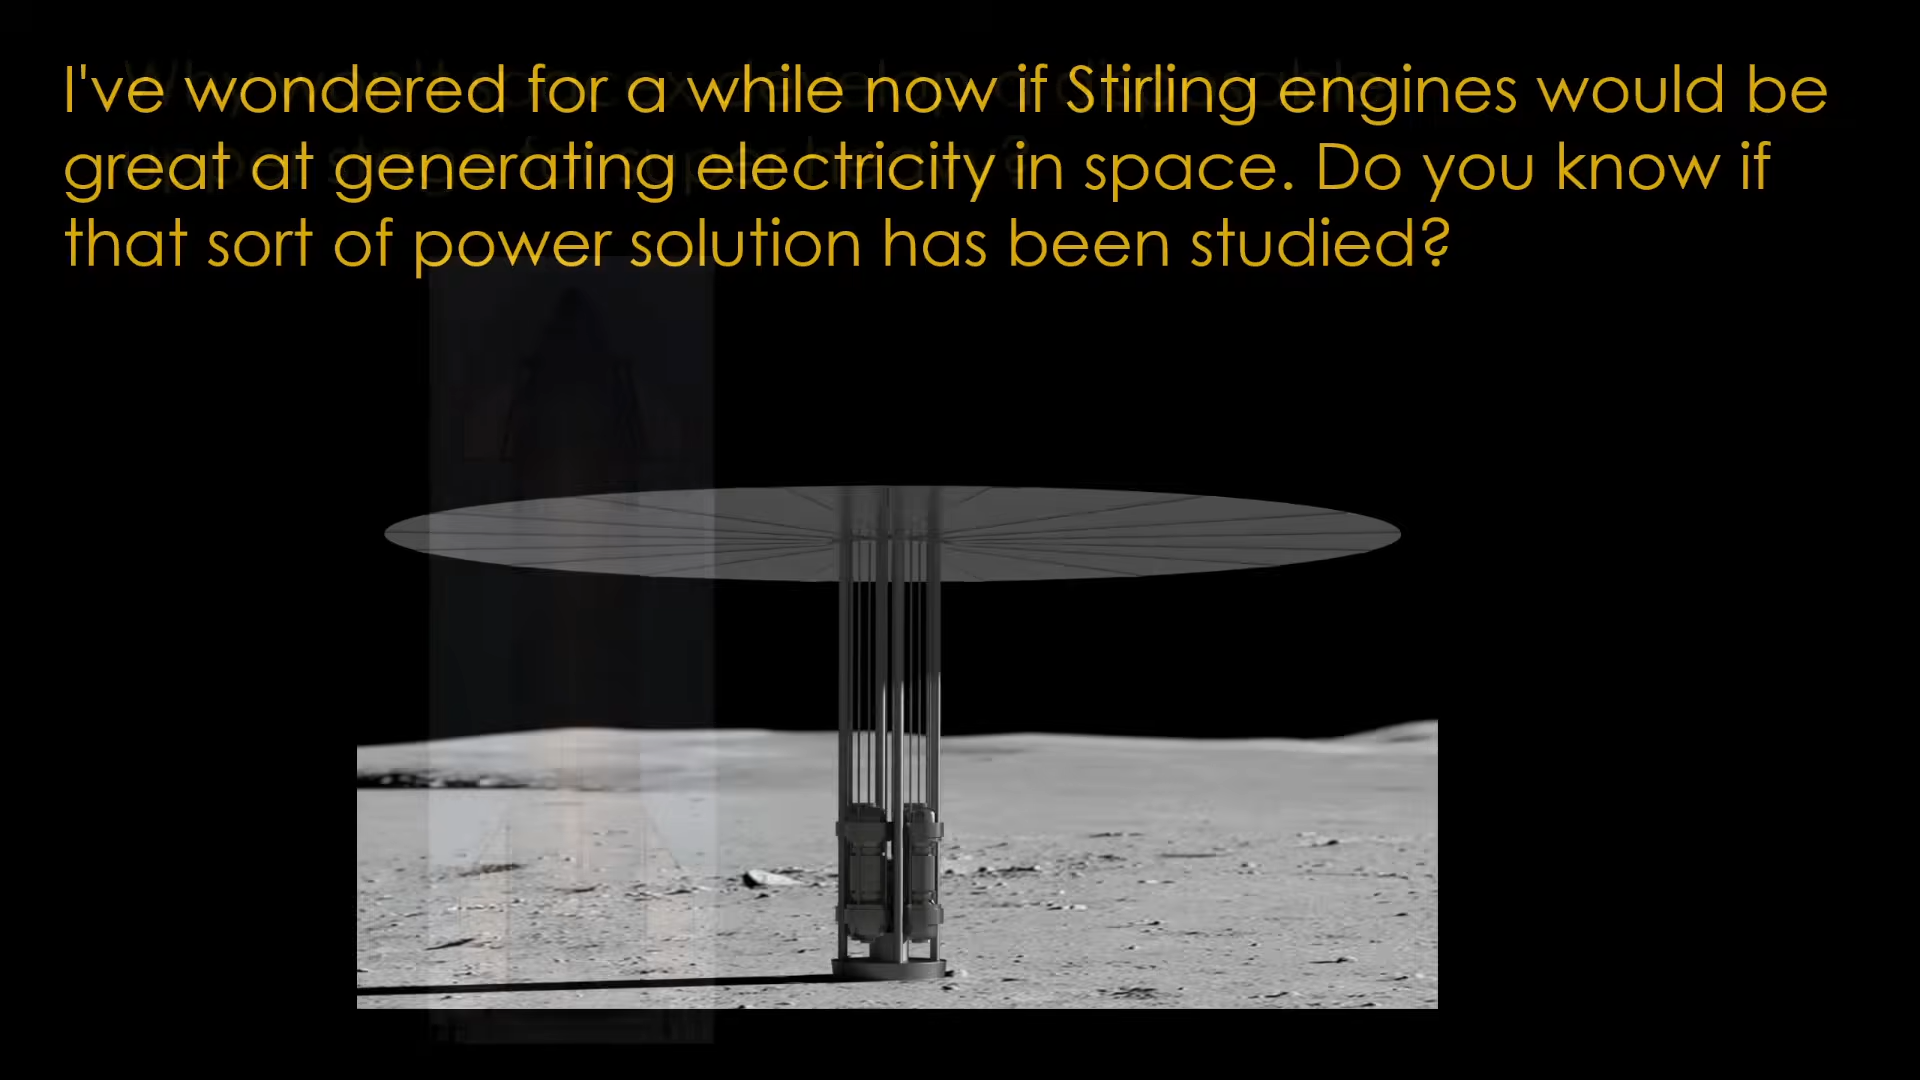 I've wondered for a while now if Stirling engines would be
great at generating electricity in space. Do you know if
that sort of power solution has been studied?